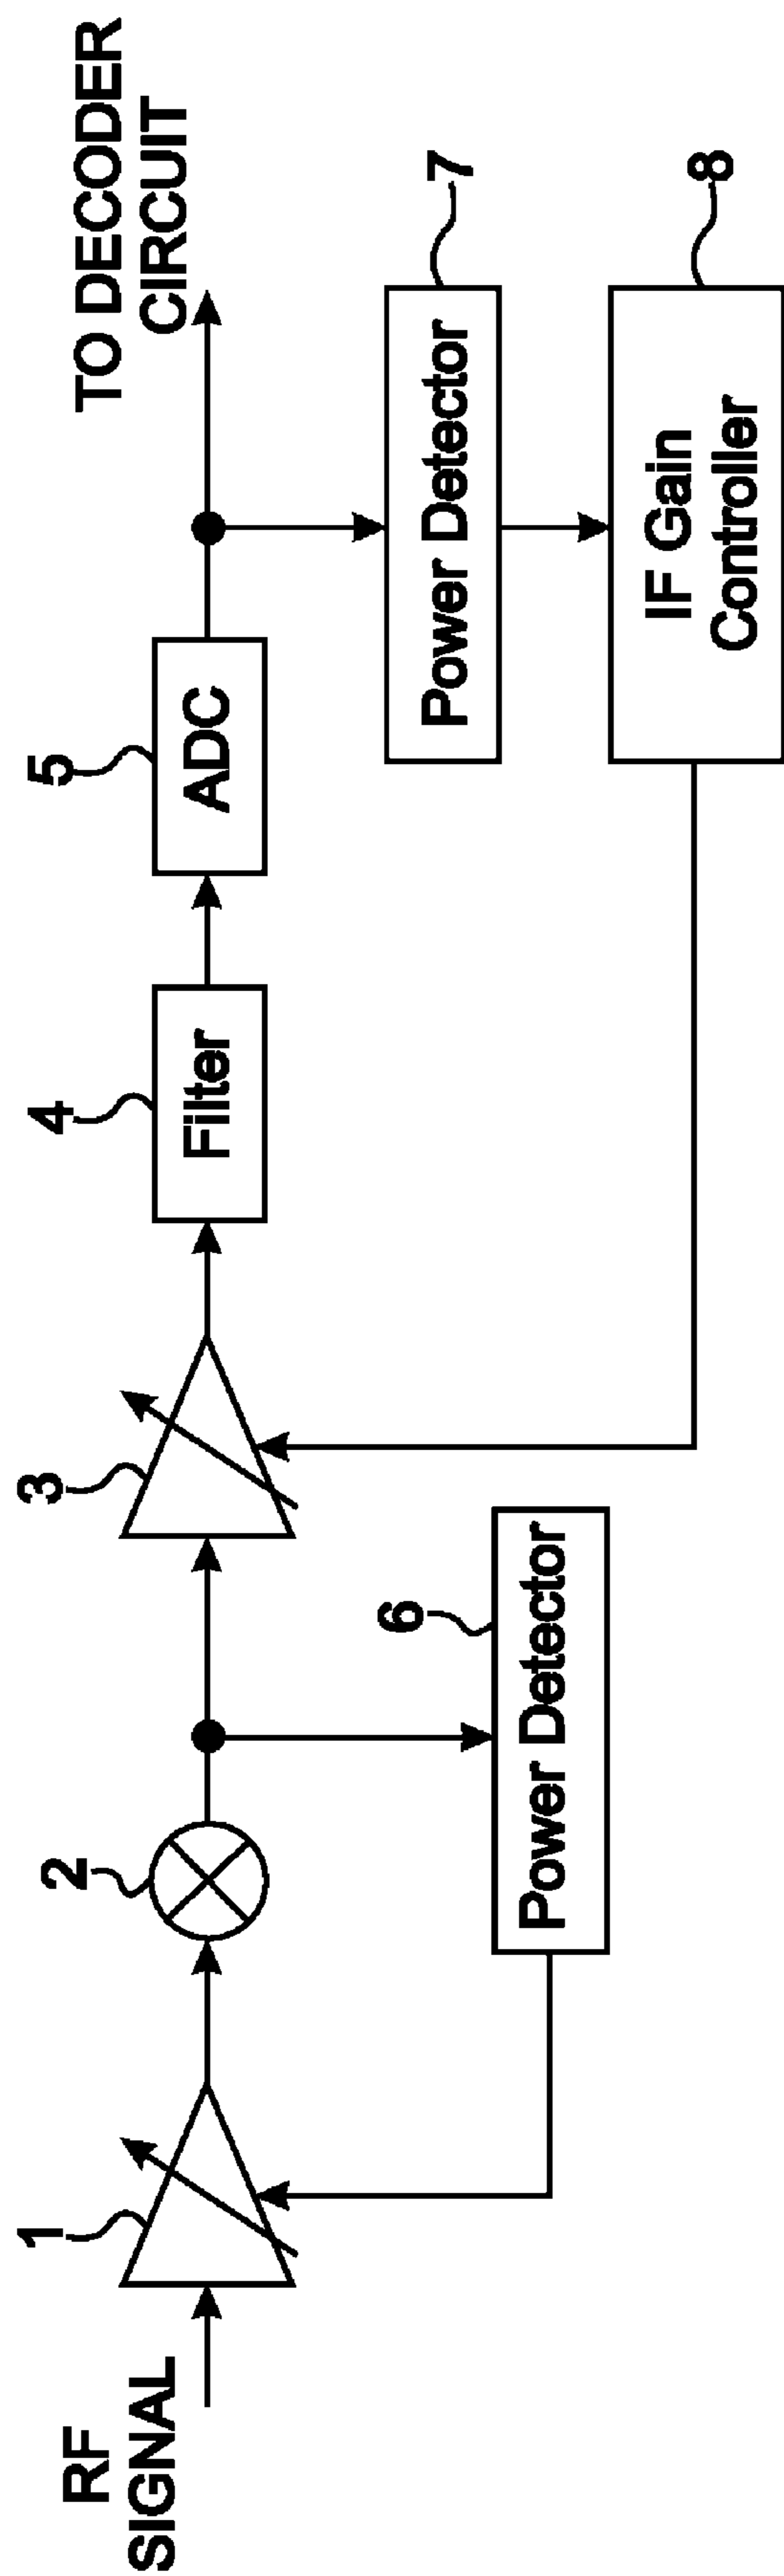 RF
SIGNAL
1
2
3
4
Filter
5
ADC
TO DECODER
CIRCUIT
6
Power Detector
7
Power Detector
8
IF Gain
Controller